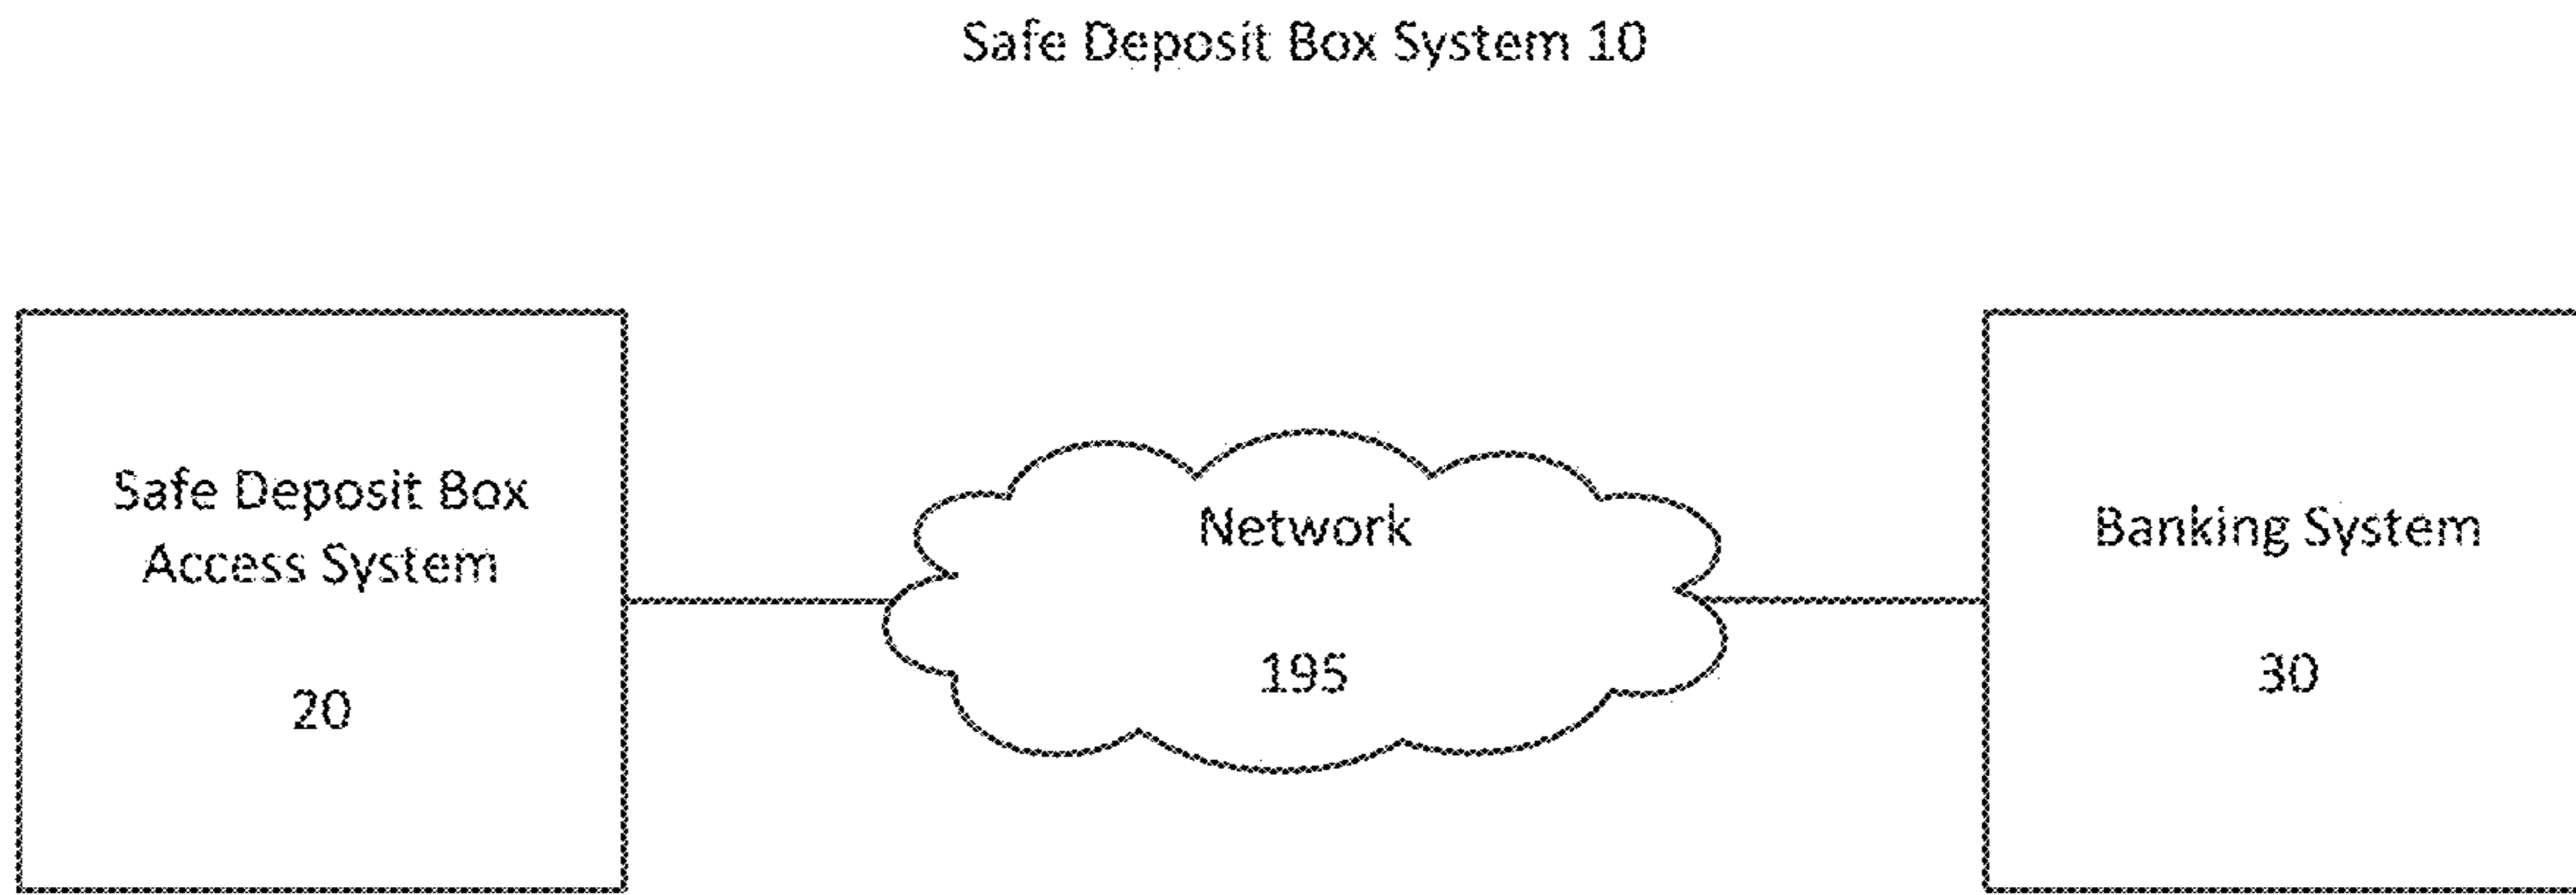 Safe Deposit Box System 10
Safe Deposit Box
Access System
20
Network
195
Banking System
30